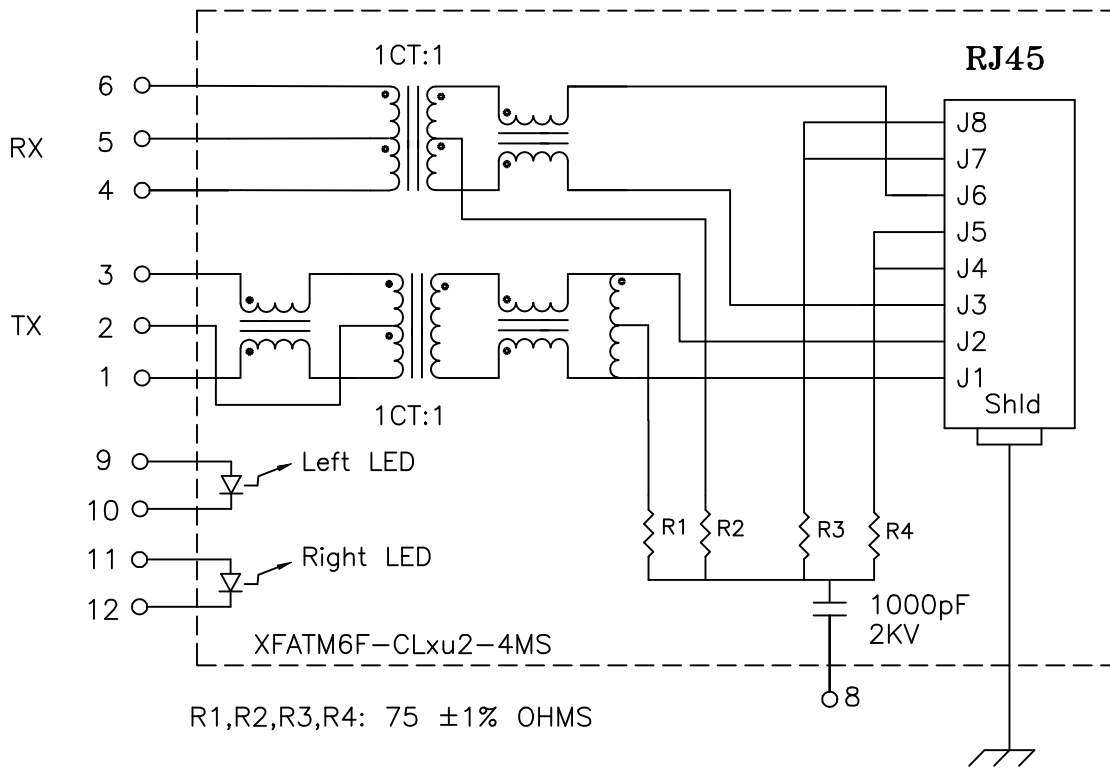 1CT:1
RJ45
6
RX
5
4
J8
J7
J6
J5
J4
J3
J2
J1
Shld
3
TX
2
1
1CT:1
9
Left LED
10
11
Right LED
12
R1
R2
R3
R4
1000pF
2KV
XFATM6F-CLxu2-4MS
8
R1,R2,R3,R4: 75 ±1% OHMS